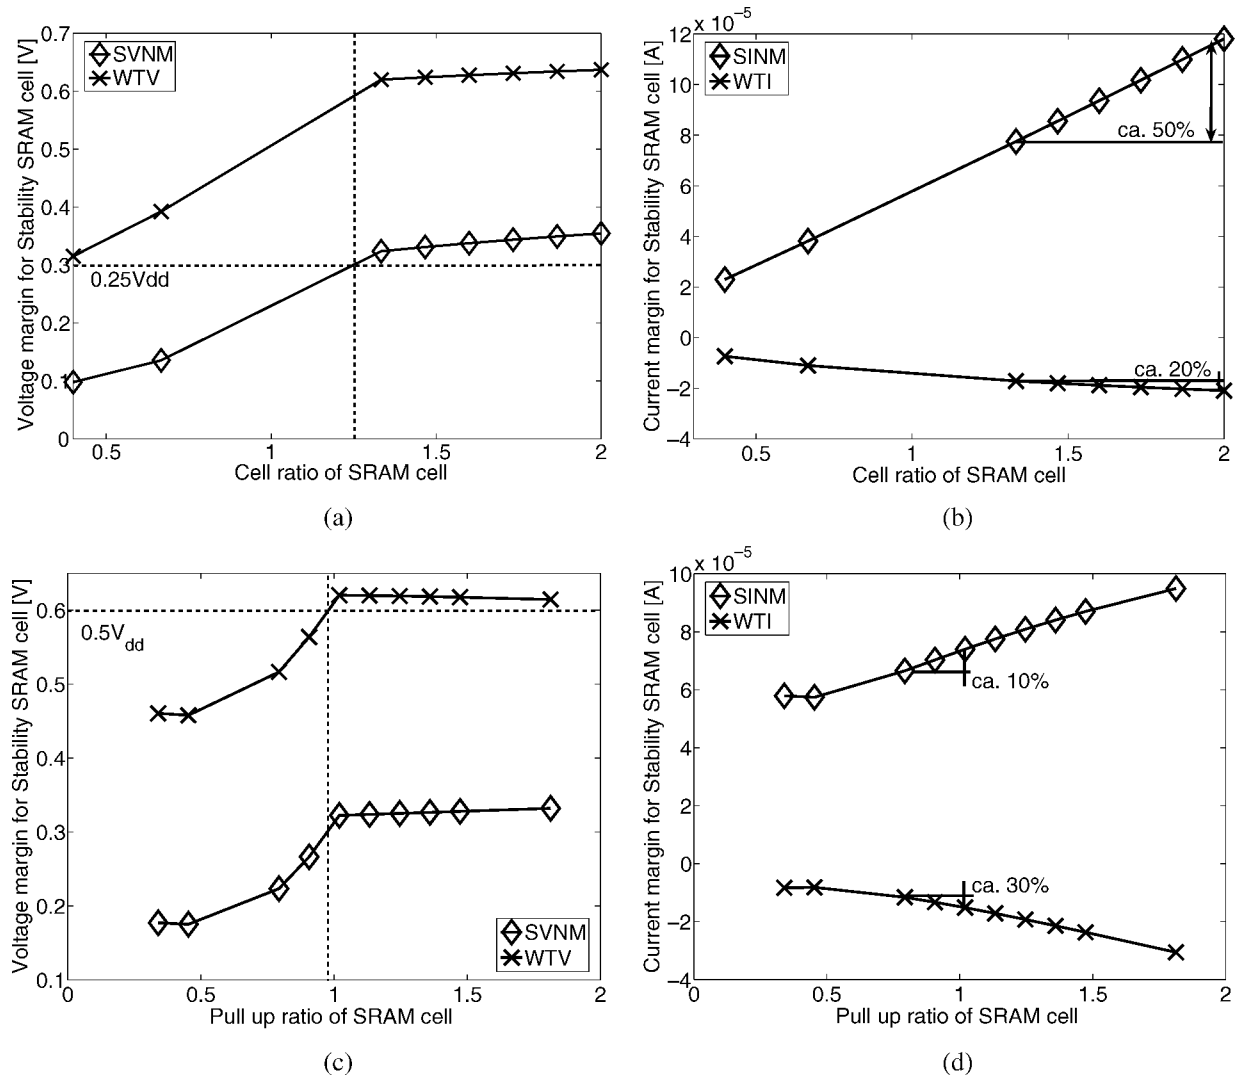 Voltage margin for Stability SRAM cell [V]
0.7
0.6
0.5
0.4
0.3
0.2
0.1
0
SVNM
WTV
0.25Vdd
0.5
1
1.5
2
Cell ratio of SRAM cell
(a)
Current margin for Stability SRAM cell [A]
x 10⁻⁵
12
10
8
6
4
2
0
−2
−4
SINM
WTI
ca. 50%
ca. 20%
0.5
1
1.5
2
Cell ratio of SRAM cell
(b)
Voltage margin for Stability SRAM cell [V]
0.6
0.5
0.4
0.3
0.2
0.1
0.5V_dd
SVNM
WTV
0
0.5
1
1.5
2
Pull up ratio of SRAM cell
(c)
Current margin for Stability SRAM cell [A]
x 10⁻⁵
10
8
6
4
2
0
−2
−4
SINM
WTI
ca. 10%
ca. 30%
0
0.5
1
1.5
2
Pull up ratio of SRAM cell
(d)